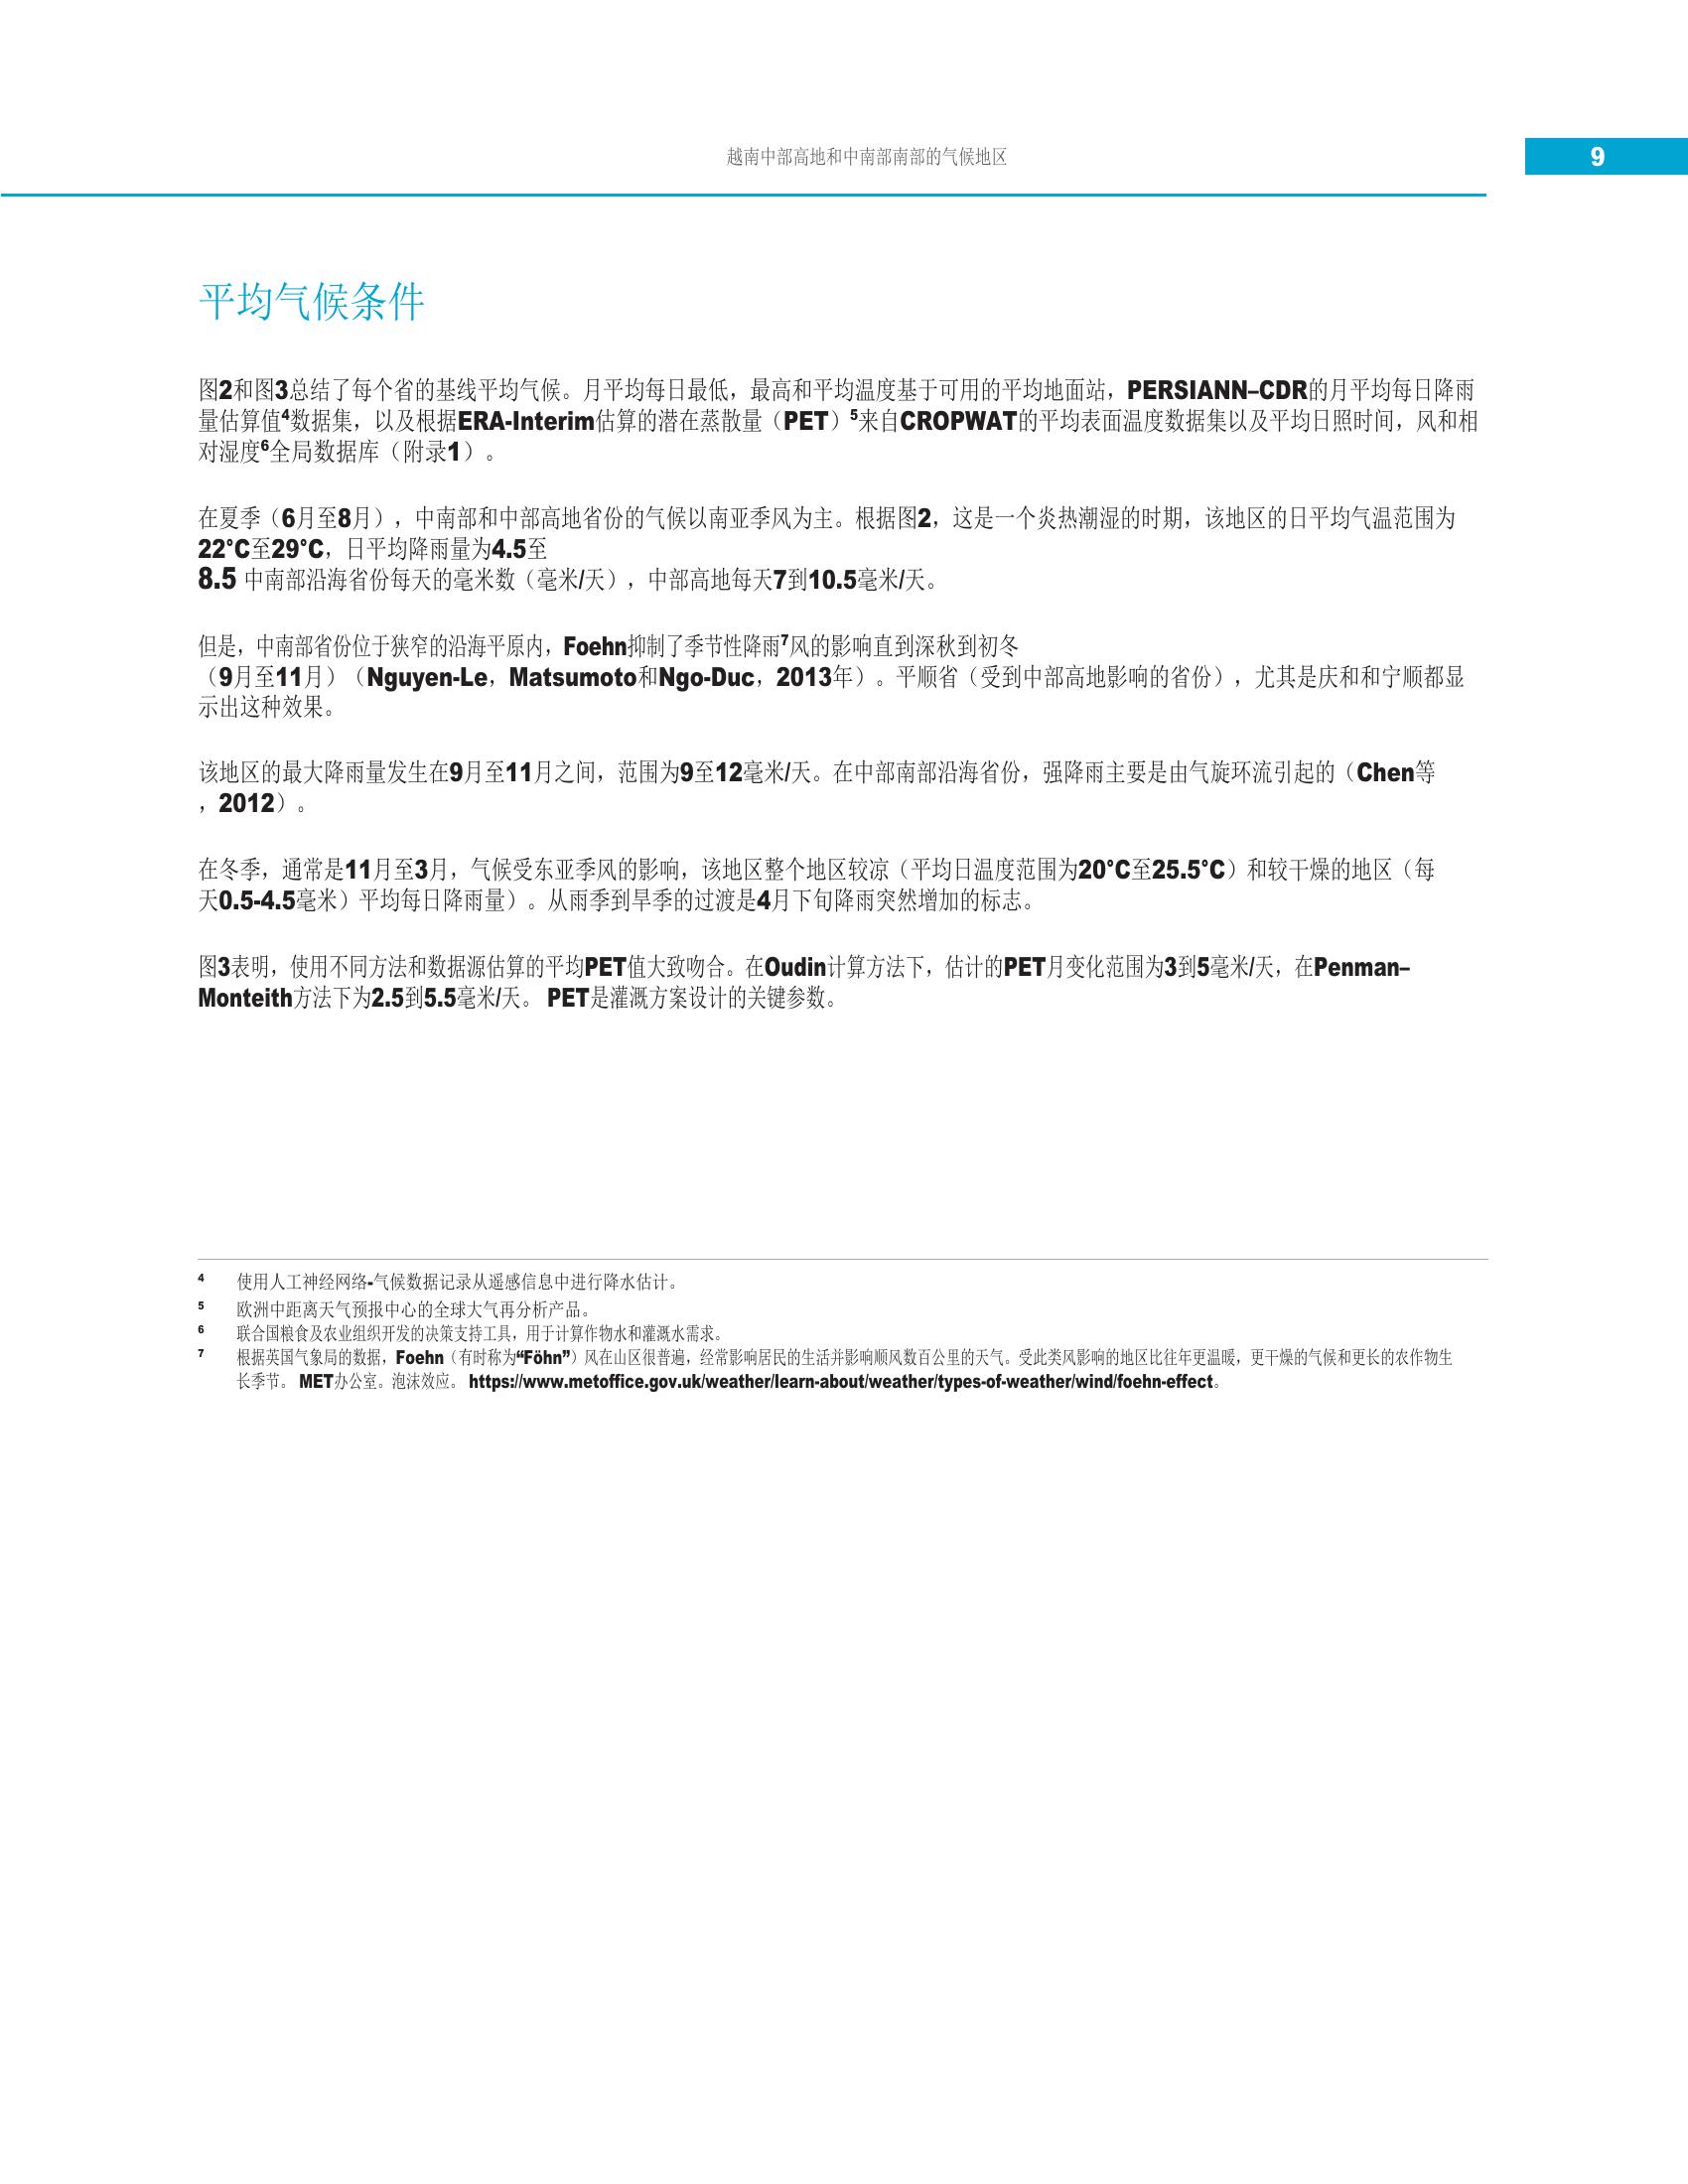 越南中部高地和中南部南部的气候地区
9
平均气候条件
图2和图3总结了每个省的基线平均气候。月平均每日最低，最高和平均温度基于可用的平均地面站，PERSIANN–CDR的月平均每日降雨
量估算值4数据集，以及根据ERA-Interim估算的潜在蒸散量（PET）5来自CROPWAT的平均表面温度数据集以及平均日照时间，风和相
对湿度6全局数据库（附录1）。
在夏季（6月至8月），中南部和中部高地省份的气候以南亚季风为主。根据图2，这是一个炎热潮湿的时期，该地区的日平均气温范围为
22°C至29°C，日平均降雨量为4.5至
8.5 中南部沿海省份每天的毫米数（毫米/天），中部高地每天7到10.5毫米/天。
但是，中南部省份位于狭窄的沿海平原内，Foehn抑制了季节性降雨7风的影响直到深秋到初冬
（9月至11月）（Nguyen-Le，Matsumoto和Ngo-Duc，2013年）。平顺省（受到中部高地影响的省份），尤其是庆和和宁顺都显
示出这种效果。
该地区的最大降雨量发生在9月至11月之间，范围为9至12毫米/天。在中部南部沿海省份，强降雨主要是由气旋环流引起的（Chen等
，2012）。
在冬季，通常是11月至3月，气候受东亚季风的影响，该地区整个地区较凉（平均日温度范围为20°C至25.5°C）和较干燥的地区（每
天0.5-4.5毫米）平均每日降雨量）。从雨季到旱季的过渡是4月下旬降雨突然增加的标志。
图3表明，使用不同方法和数据源估算的平均PET值大致吻合。在Oudin计算方法下，估计的PET月变化范围为3到5毫米/天，在Penman–
Monteith方法下为2.5到5.5毫米/天。 PET是灌溉方案设计的关键参数。
4 使用人工神经网络-气候数据记录从遥感信息中进行降水估计。
5 欧洲中距离天气预报中心的全球大气再分析产品。
6 联合国粮食及农业组织开发的决策支持工具，用于计算作物水和灌溉水需求。
7 根据英国气象局的数据，Foehn（有时称为“Föhn”）风在山区很普遍，经常影响居民的生活并影响顺风数百公里的天气。受此类风影响的地区比往年更温暖，更干燥的气候和更长的农作物生
长季节。 MET办公室。泡沫效应。 https://www.metoffice.gov.uk/weather/learn-about/weather/types-of-weather/wind/foehn-effect。